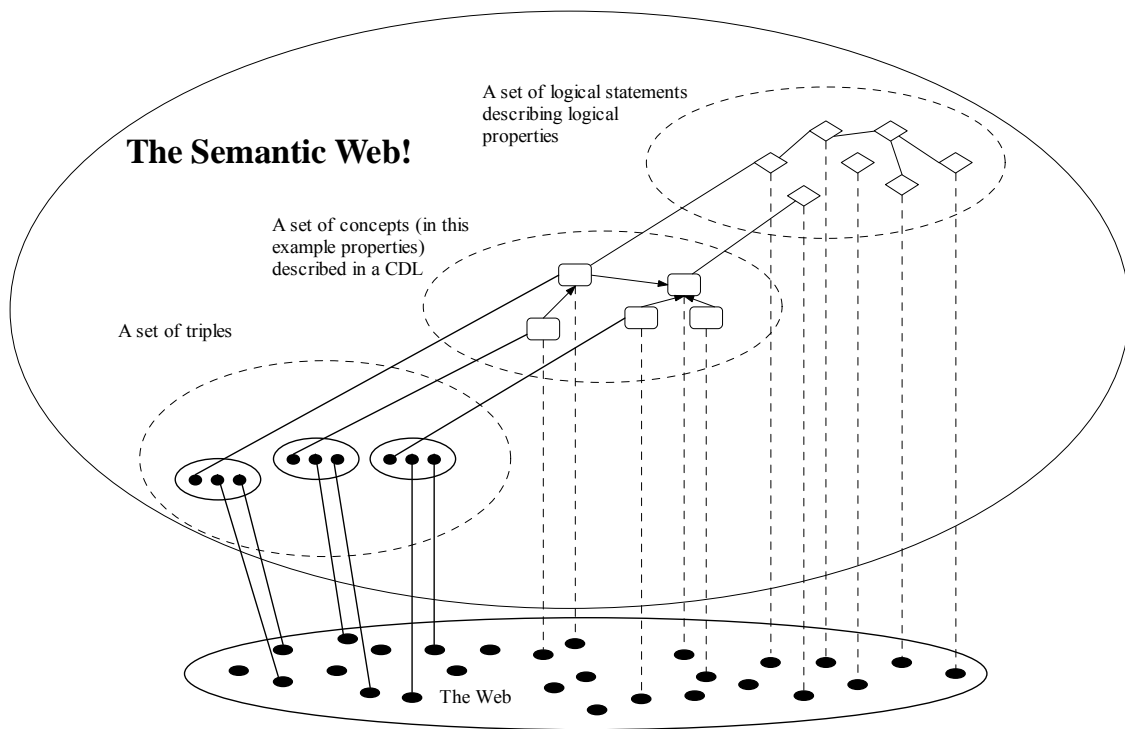 A set of logical statements
describing logical
properties
The Semantic Web!
A set of concepts (in this
example properties)
described in a CDL
A set of triples
The Web